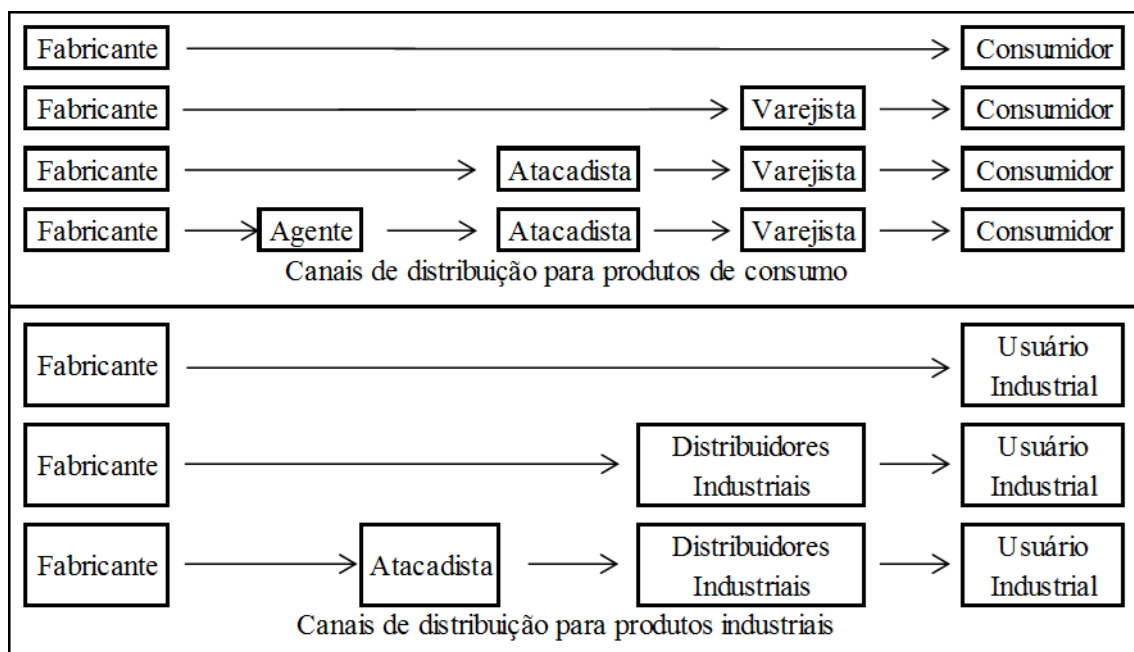 Fabricante Consumidor
Fabricante Varejista Consumidor
Fabricante Atacadista Varejista Consumidor
Fabricante Agente Atacadista Varejista Consumidor
Canais de distribuição para produtos de consumo
Fabricante
Usuário
Industrial
Fabricante
Distribuidores
Industriais
Usuário
Industrial
Fabricante
Atacadista
Distribuidores
Industriais
Usuário
Industrial
Canais de distribuição para produtos industriais